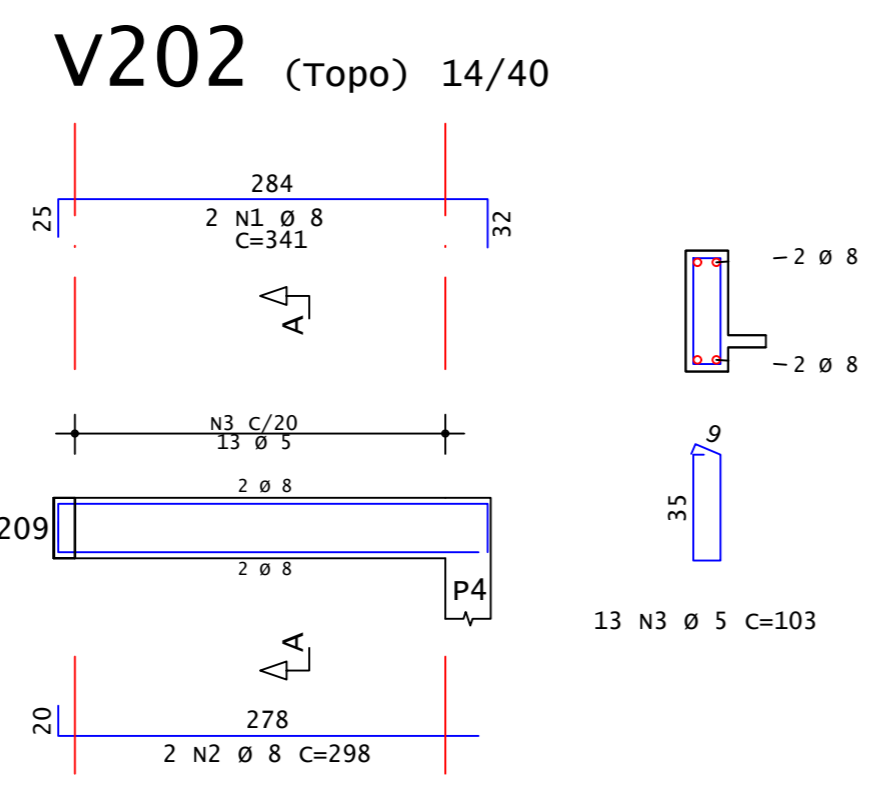 V202 (Topo) 14/40
284
25
2 N1 Ø 8
C=341
32
A
2 Ø 8
2 Ø 8
N3 C/20
13 Ø 5
9
35
13 N3 Ø 5 C=103
2 Ø 8
209
2 Ø 8
P4
A
20
278
2 N2 Ø 8 C=298